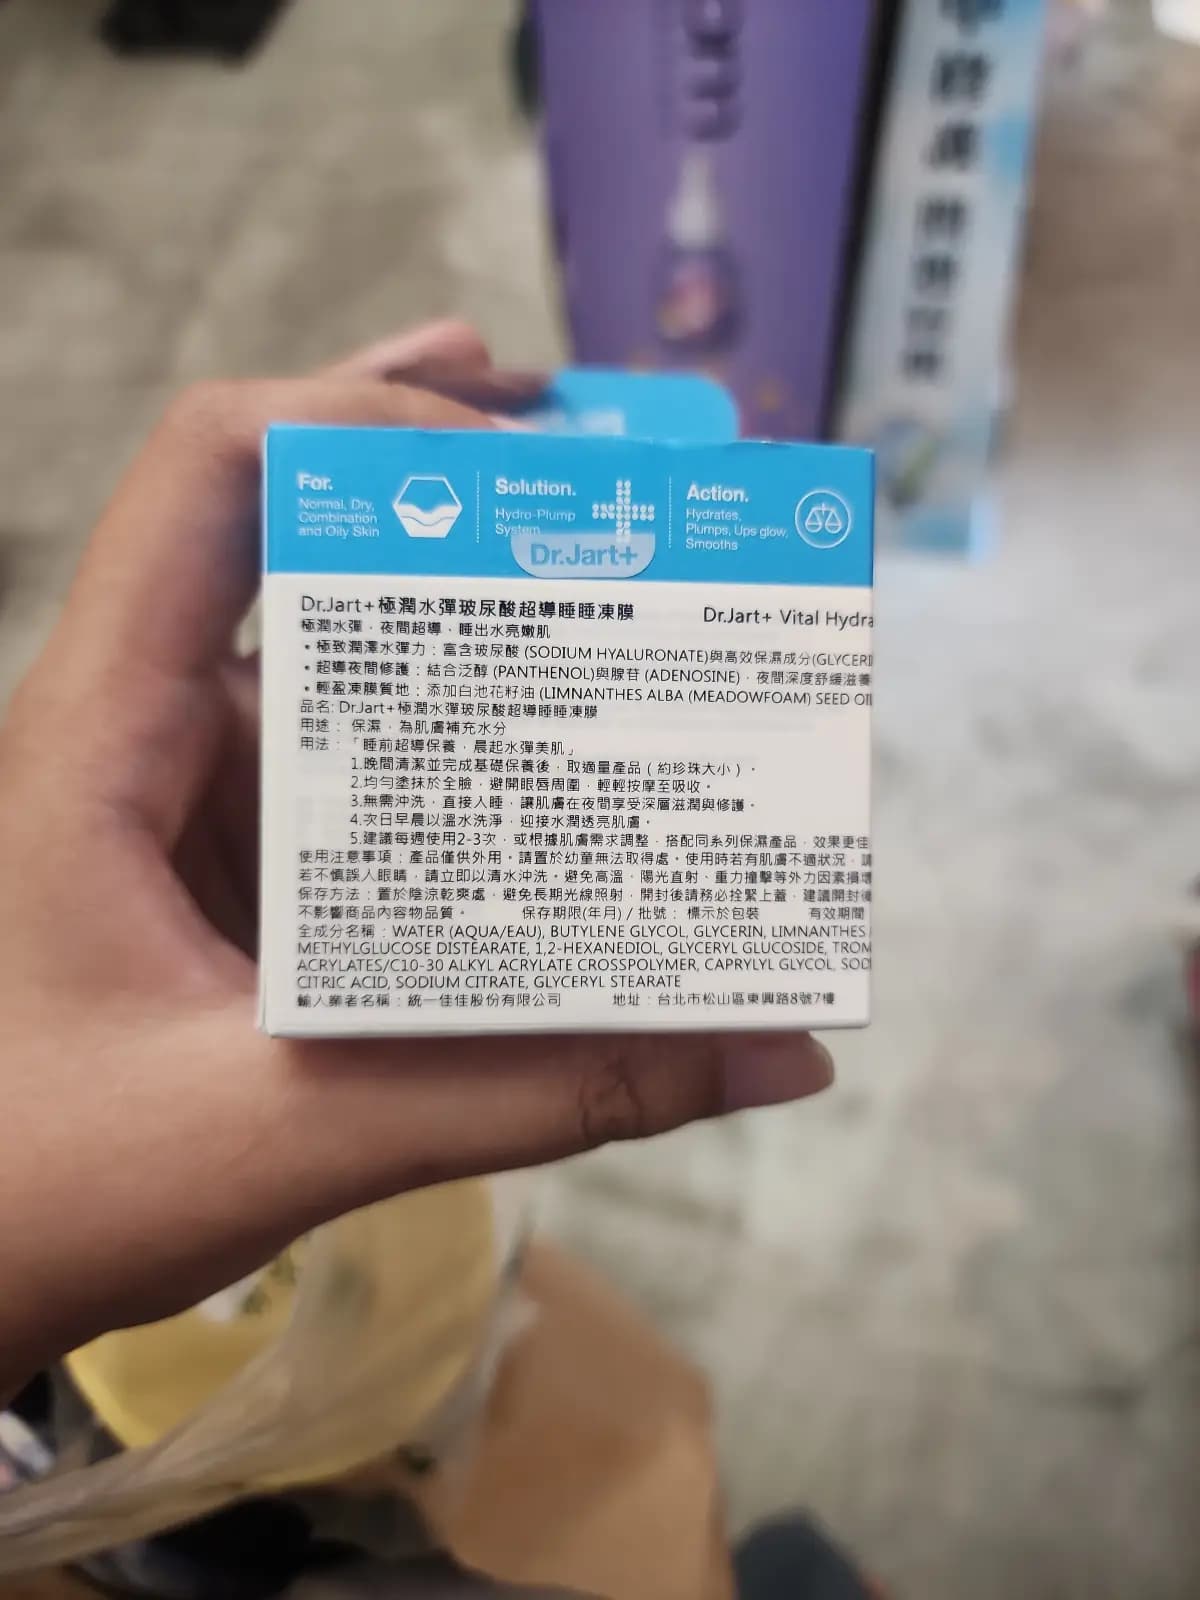 For.
Normal, Dry,
Combination
and Oily Skin
Solution.
Hydro-Plump
System
Dr.Jart+
Action.
Hydrates,
Plumps, Ups glow,
Smooths
Dr.Jart+極潤水彈玻尿酸超導睡睡凍膜 Dr.Jart+ Vital Hydra
極潤水彈．夜間超導．睡出水亮嫩肌
•極致潤澤水彈力：富含玻尿酸 (SODIUM HYALURONATE)與高效保濕成分(GLYCERI
•超導夜間修護：結合泛醇 (PANTHENOL)與腺苷 (ADENOSINE)．夜間深度舒緩滋養
•輕盈凍膜質地：添加白池花籽油 (LIMNANTHES ALBA (MEADOWFOAM) SEED OIL
品名: Dr.Jart+極潤水彈玻尿酸超導睡睡凍膜
用途： 保濕．為肌膚補充水分
用法：「睡前超導保養．晨起水彈美肌」
1.晚間清潔並完成基礎保養後．取適量產品（約珍珠大小）。
2.均勻塗抹於全臉．避開眼唇周圍．輕輕按摩至吸收。
3.無需沖洗．直接入睡．讓肌膚在夜間享受深層滋潤與修護。
4.次日早晨以溫水洗淨．迎接水潤透亮肌膚。
5.建議每週使用2-3次．或根據肌膚需求調整．搭配同系列保濕產品．效果更佳
使用注意事項：產品僅供外用。請置於幼童無法取得處。使用時若有肌膚不適狀況．請
若不慎誤入眼睛．請立即以清水沖洗。避免高溫、陽光直射、重力撞擊等外力因素損壞
保存方法：置於陰涼乾爽處．避免長期光線照射．開封後請務必拴緊上蓋．建議開封後
不影響商品內容物品質。 保存期限(年月) / 批號： 標示於包裝 有效期間
全成分名稱：WATER (AQUA/EAU), BUTYLENE GLYCOL, GLYCERIN, LIMNANTHES
METHYLGLUCOSE DISTEARATE, 1,2-HEXANEDIOL, GLYCERYL GLUCOSIDE, TROM
ACRYLATES/C10-30 ALKYL ACRYLATE CROSSPOLYMER, CAPRYLYL GLYCOL, SOD
CITRIC ACID, SODIUM CITRATE, GLYCERYL STEARATE
輸入業者名稱：統一佳佳股份有限公司 地址：台北市松山區東興路8號7樓